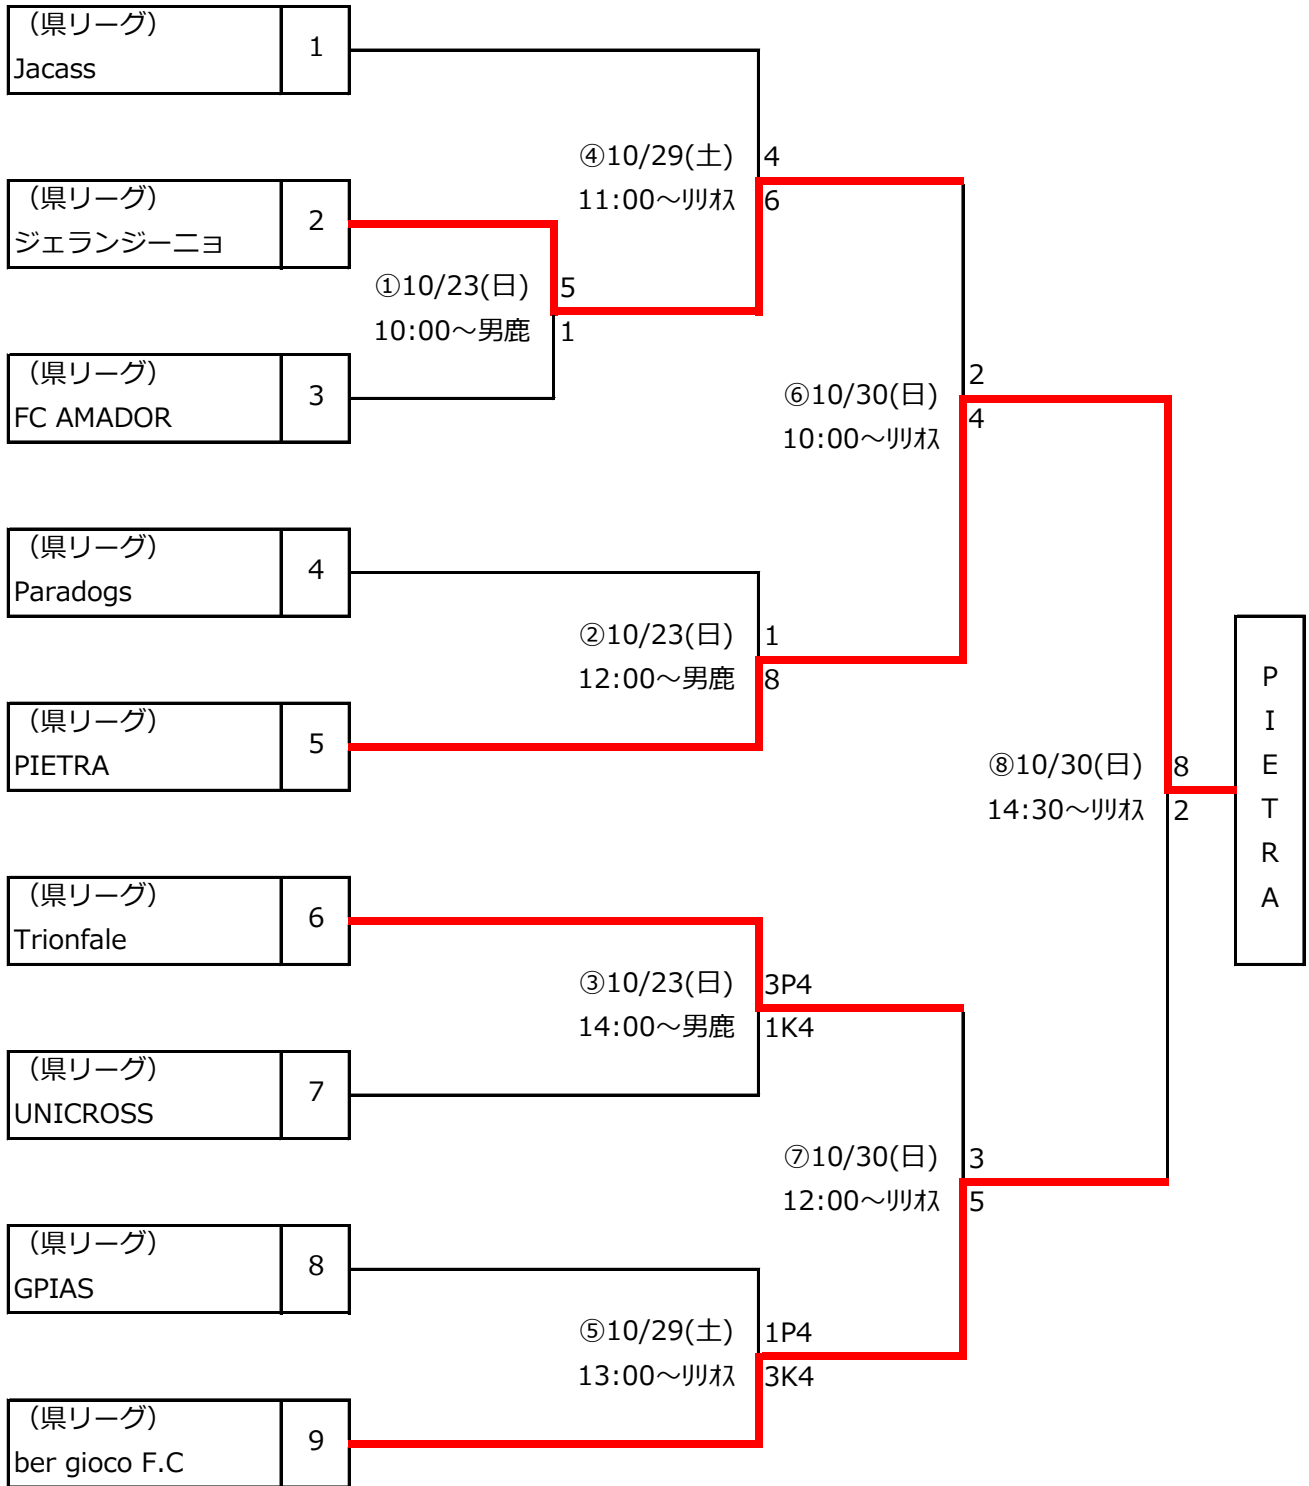 （県リーグ）
Jacass
1
④10/29(土)
4
11:00～ﾘﾘｵｽ
6
（県リーグ）
ジェランジーニョ
2
①10/23(日)
5
10:00～男鹿
1
（県リーグ）
FC AMADOR
3
⑥10/30(日)
2
10:00～ﾘﾘｵｽ
4
（県リーグ）
Paradogs
4
②10/23(日)
1
12:00～男鹿
8
（県リーグ）
PIETRA
5
⑧10/30(日)
8
14:30～ﾘﾘｵｽ
2
P
I
E
T
R
A
（県リーグ）
Trionfale
6
③10/23(日)
3P4
14:00～男鹿
1K4
（県リーグ）
UNICROSS
7
⑦10/30(日)
3
12:00～ﾘﾘｵｽ
5
（県リーグ）
GPIAS
8
⑤10/29(土)
1P4
13:00～ﾘﾘｵｽ
3K4
（県リーグ）
ber gioco F.C
9